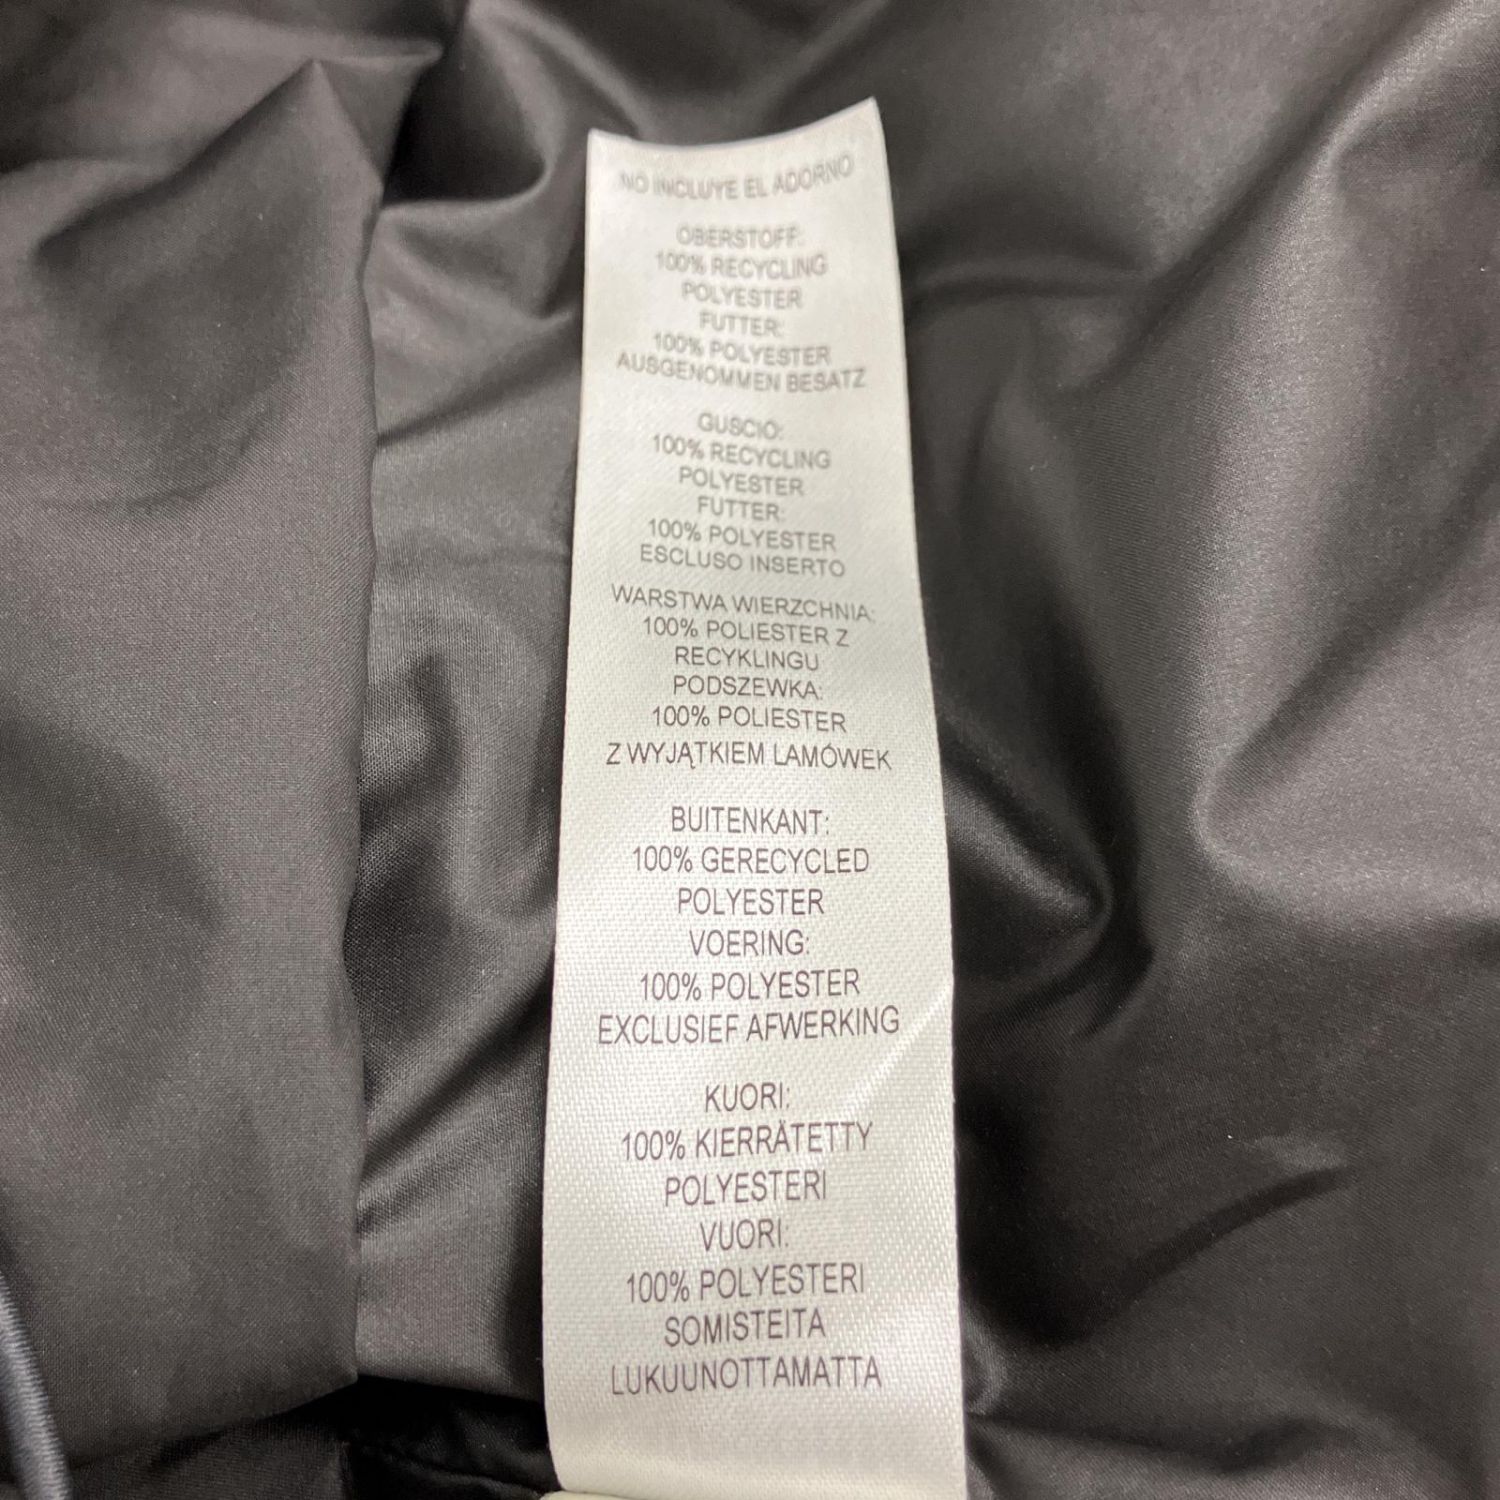 NO INCLUYE EL ADORNO
OBERSTOFF:
100% RECYCLING
POLYESTER
FUTTER:
100% POLYESTER
AUSGENOMMEN BESATZ
GUSCIO:
100% RECYCLING
POLYESTER
FUTTER:
100% POLYESTER
ESCLUSO INSERTO
WARSTWA WIERZCHNIA:
100% POLIESTER Z
RECYKLINGU
PODSZEWKA:
100% POLIESTER
Z WYJĄTKIEM LAMÓWEK
BUITENKANT:
100% GERECYCLED
POLYESTER
VOERING:
100% POLYESTER
EXCLUSIEF AFWERKING
KUORI:
100% KIERRÄTETTY
POLYESTERI
VUORI:
100% POLYESTERI
SOMISTEITA
LUKUUNOTTAMATTA